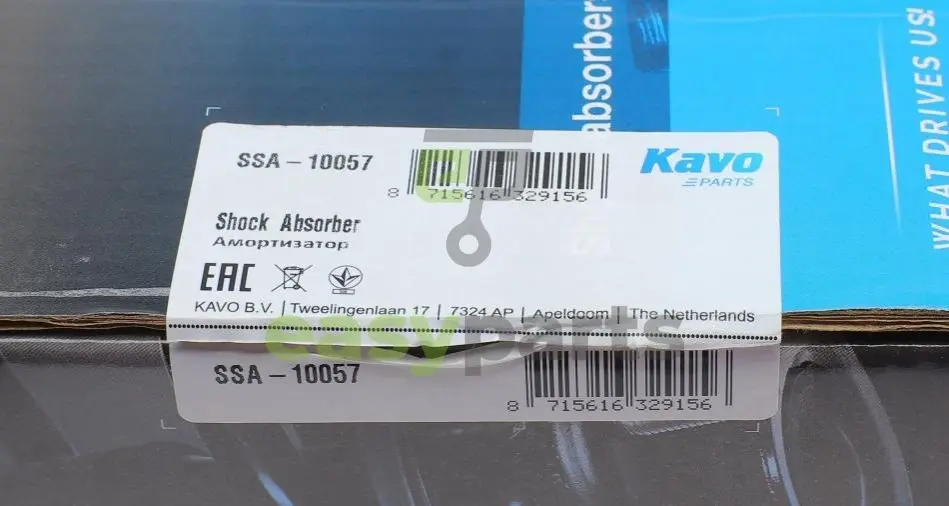 absorbers
WHAT DRIVES US!
SSA - 10057
8 715616 329156
Kavo
PARTS
Shock Absorber
Амортизатор
EAC
KAVO B.V. | Tweelingenlaan 17 | 7324 AP | Apeldoorn | The Netherlands
easyparts
SSA - 10057
8 715616 329156